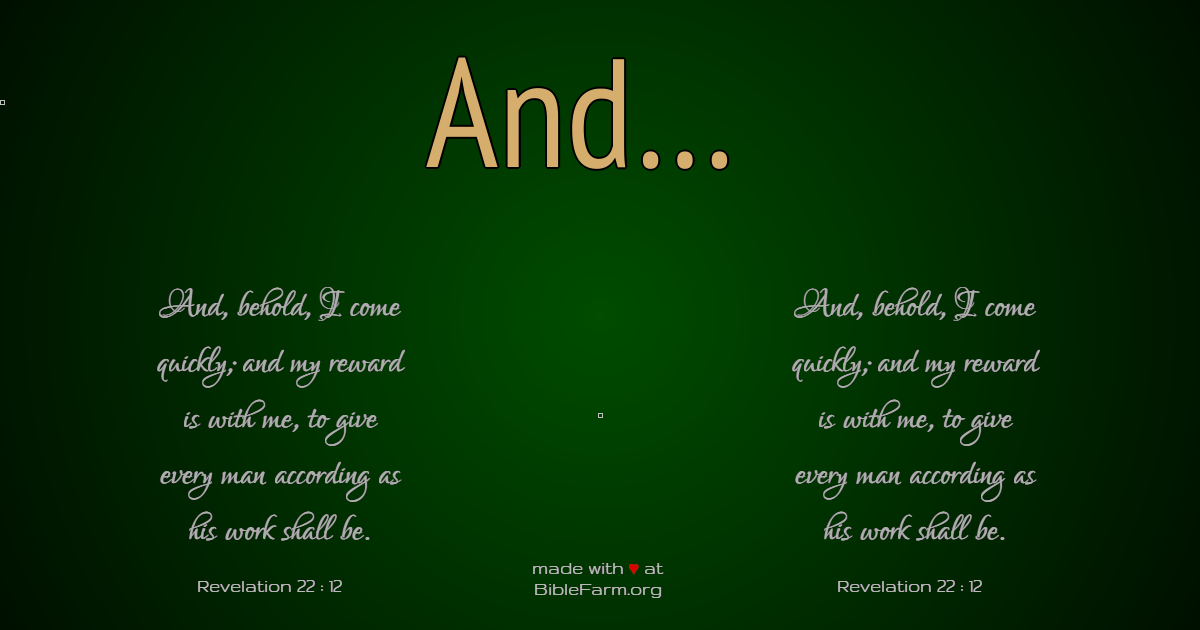 And...
And, behold, I come
quickly; and my reward
is with me, to give
every man according as
his work shall be.
Revelation 22 : 12
made with ♥ at
BibleFarm.org
And, behold, I come
quickly; and my reward
is with me, to give
every man according as
his work shall be.
Revelation 22 : 12